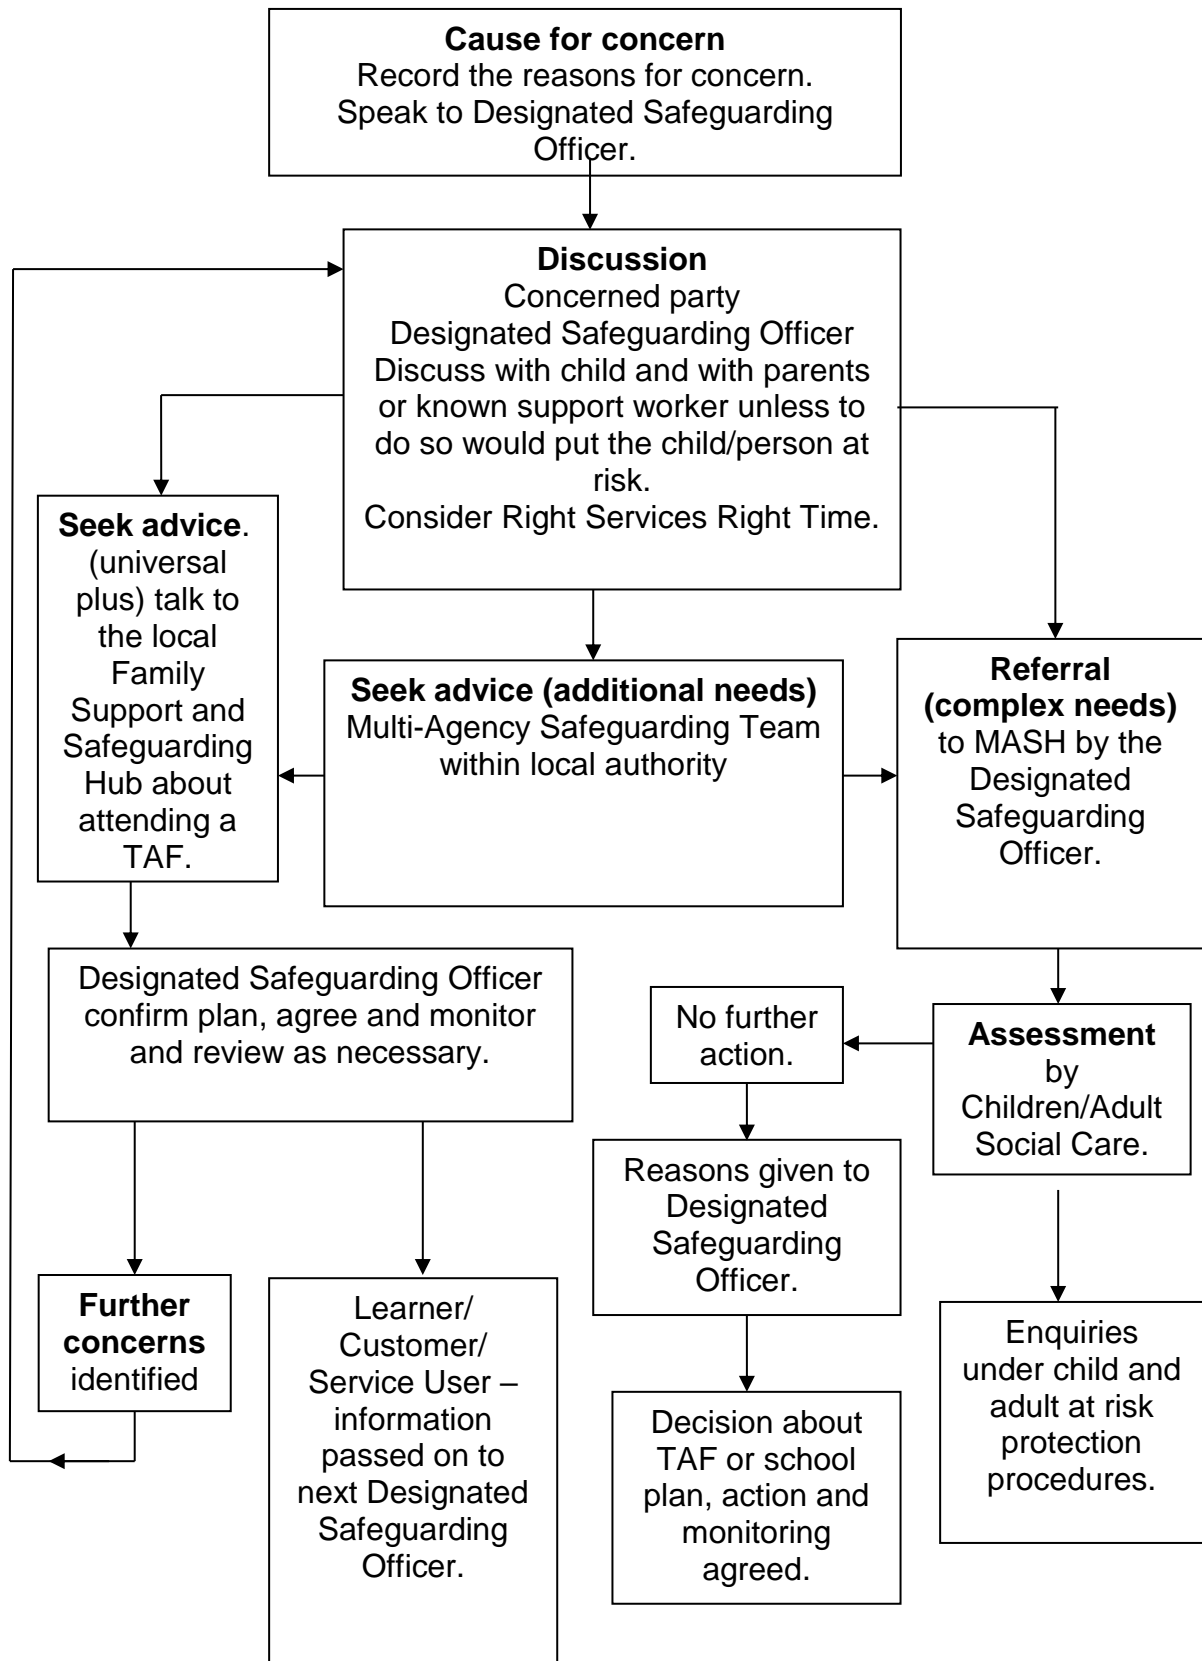 Cause for concern
Record the reasons for concern.
Speak to Designated Safeguarding
Officer.
Discussion
Concerned party
Designated Safeguarding Officer
Discuss with child and with parents
or known support worker unless to
do so would put the child/person at
risk.
Consider Right Services Right Time.
Seek advice.
(universal
plus) talk to
the local
Family
Support and
Safeguarding
Hub about
attending a
TAF.
Seek advice (additional needs)
Multi-Agency Safeguarding Team
within local authority
Referral
(complex needs)
to MASH by the
Designated
Safeguarding
Officer.
Designated Safeguarding Officer
confirm plan, agree and monitor
and review as necessary.
No further
action.
Assessment
by
Children/Adult
Social Care.
Reasons given to
Designated
Safeguarding
Officer.
Further
concerns
identified
Learner/
Customer/
Service User –
information
passed on to
next Designated
Safeguarding
Officer.
Decision about
TAF or school
plan, action and
monitoring
agreed.
Enquiries
under child and
adult at risk
protection
procedures.